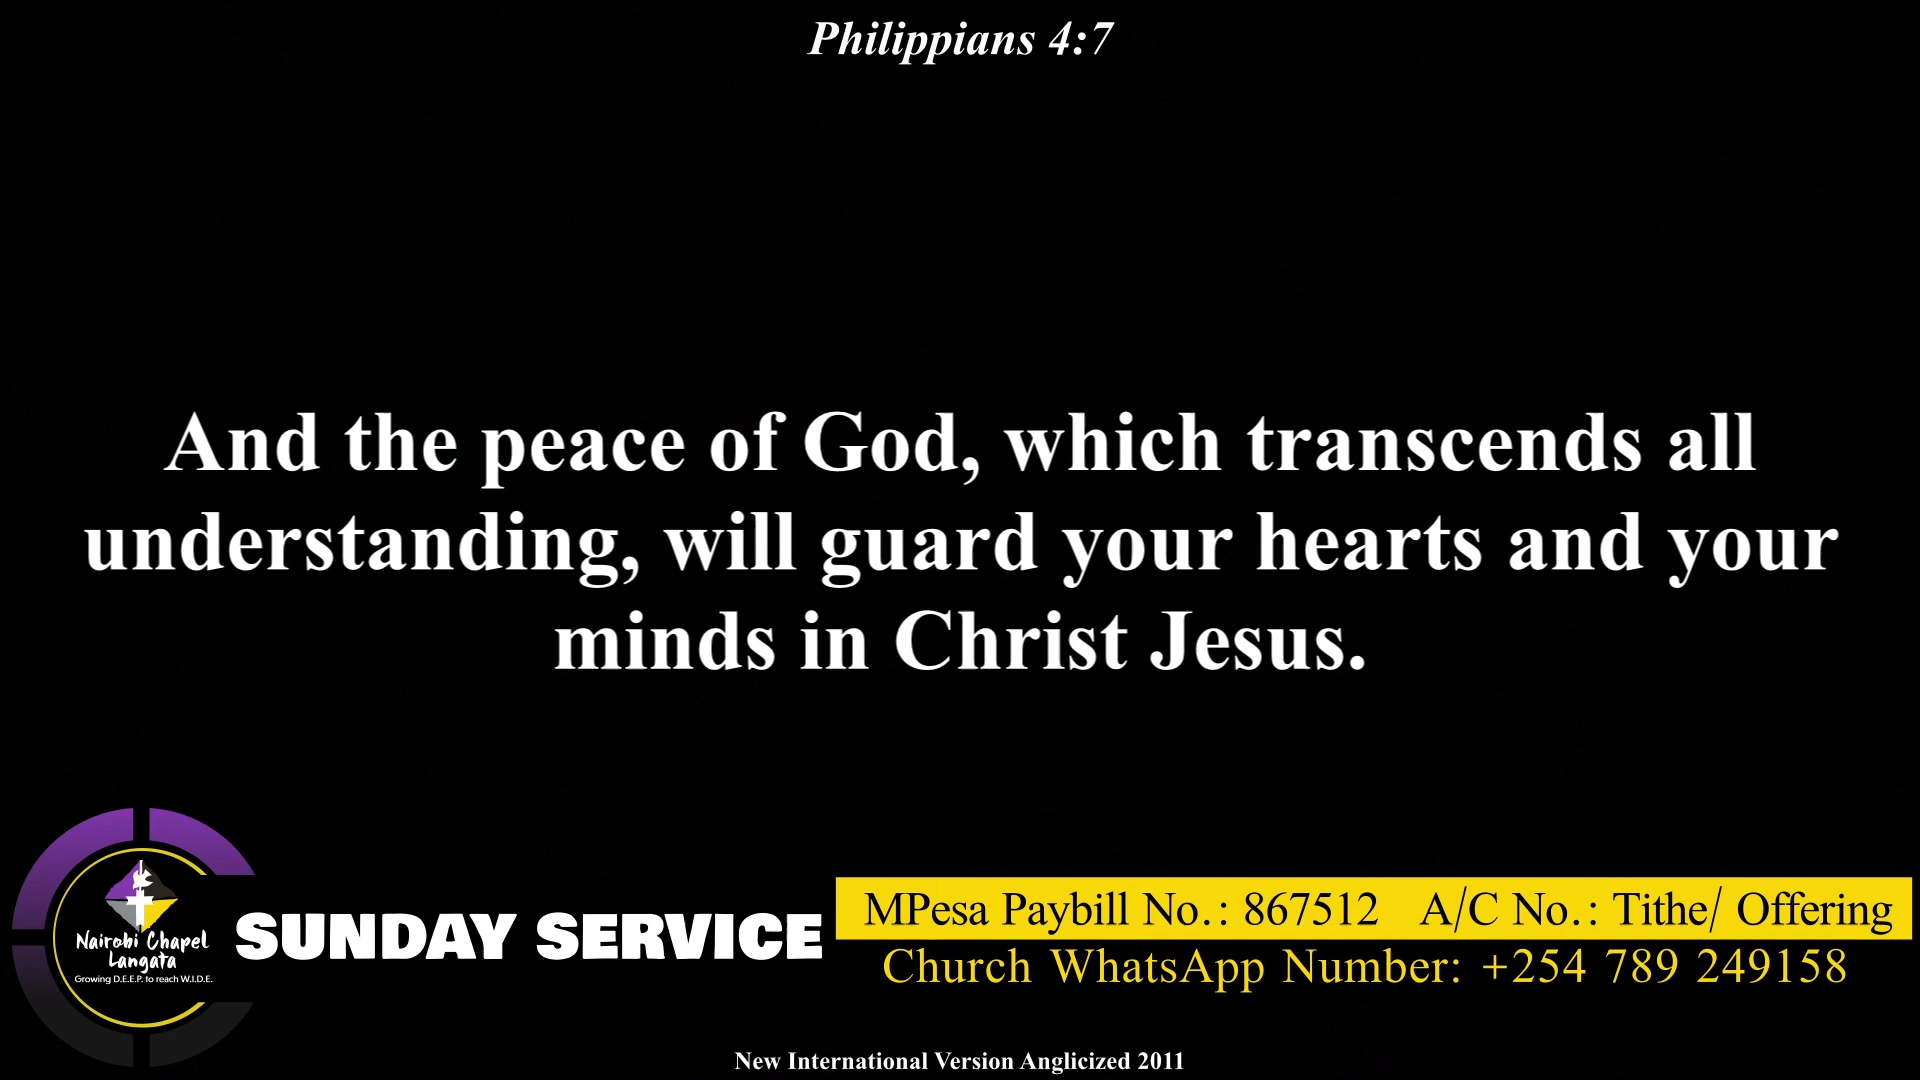 Philippians 4:7
And the peace of God, which transcends all
understanding, will guard your hearts and your
minds in Christ Jesus.
Nairobi Chapel
Langata
Growing D.E.E.P. to reach W.I.D.E.
SUNDAY SERVICE
MPesa Paybill No.: 867512 A/C No.: Tithe/ Offering
Church WhatsApp Number: +254 789 249158
New International Version Anglicized 2011